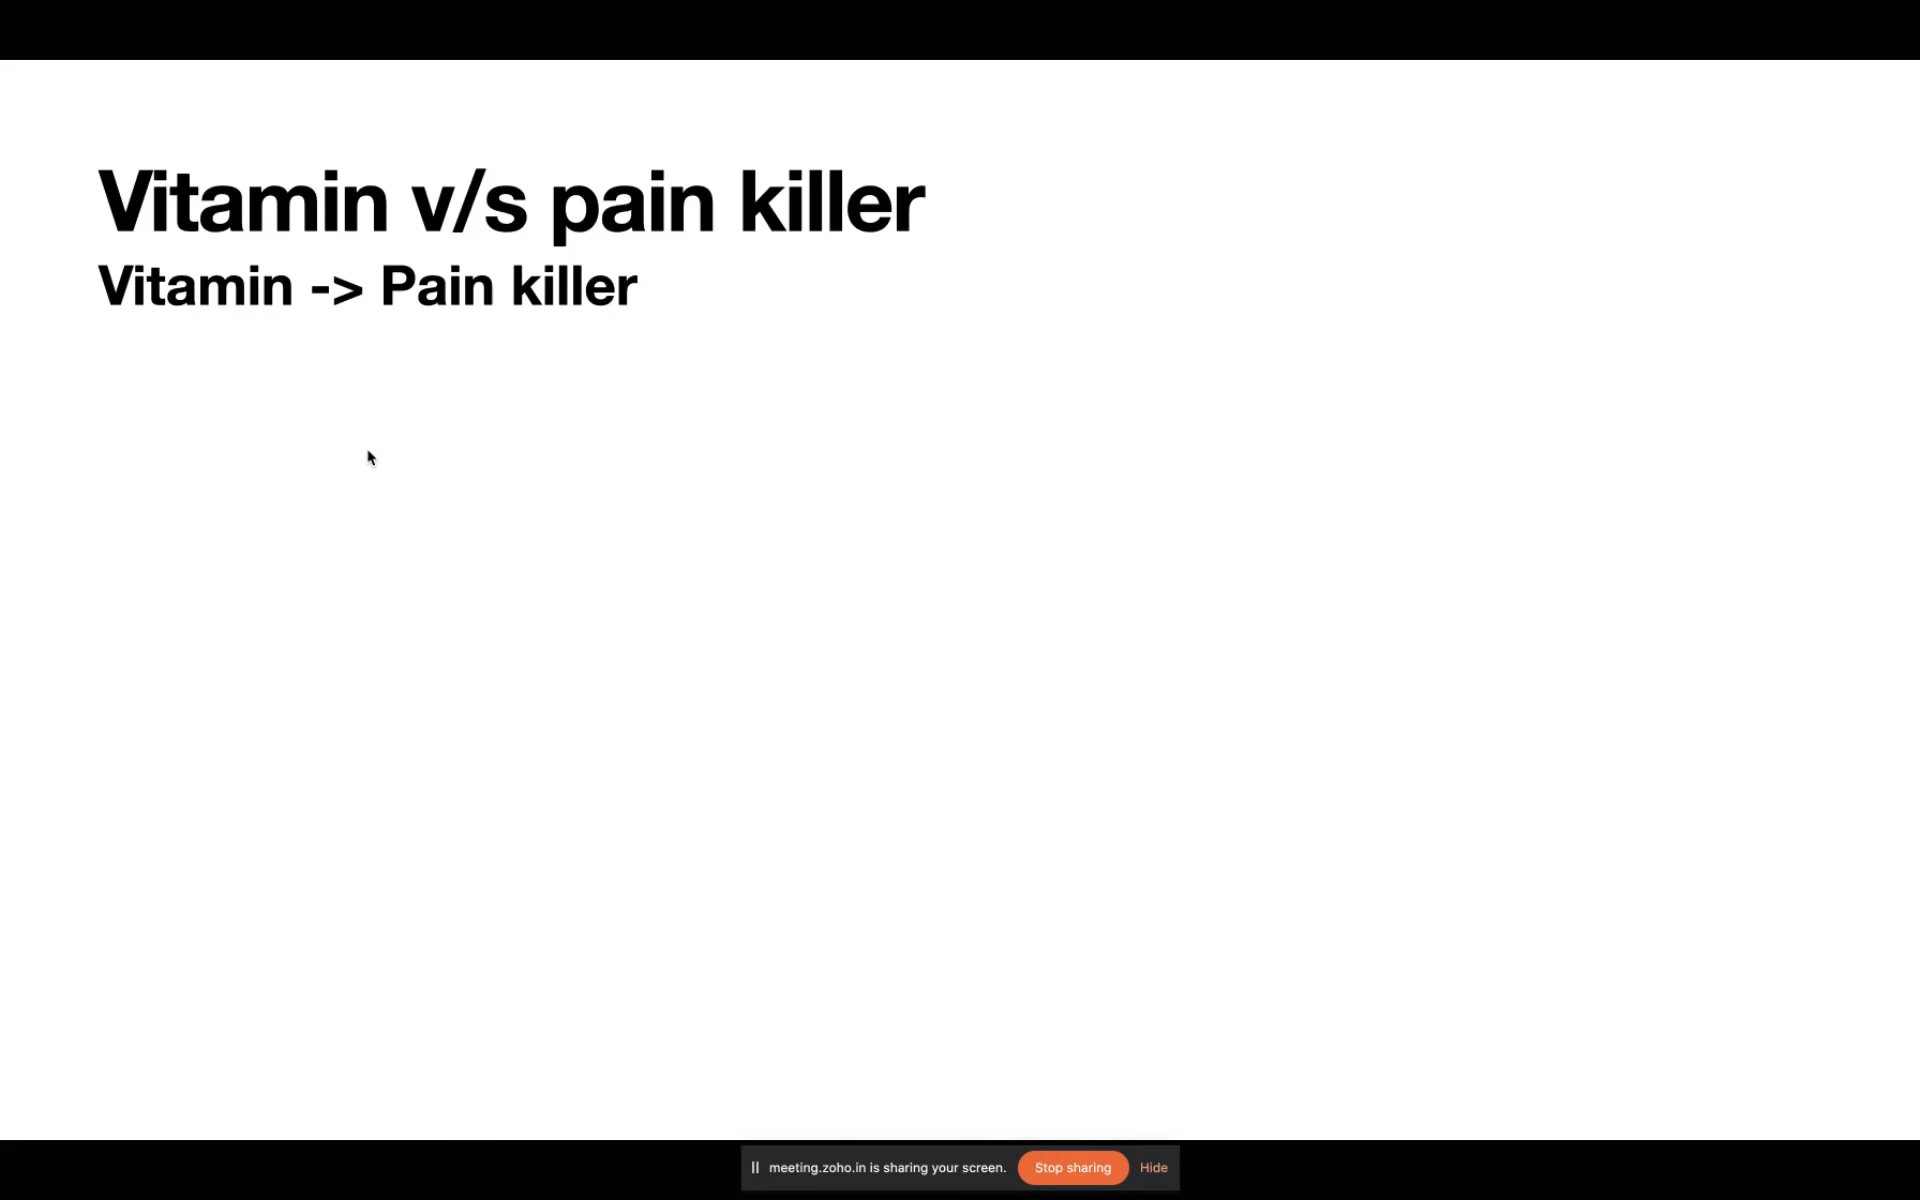 Vitamin v/s pain killer
Vitamin -> Pain killer
meeting.zoho.in is sharing your screen. Stop sharing Hide